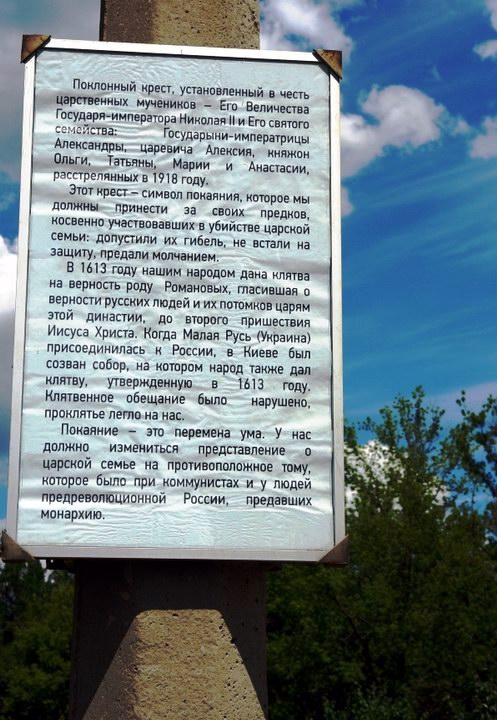 Поклонный крест, установленный в честь
царственных мучеников – Его Величества
Государя-императора Николая II и Его святого
семейства: Государыни-императрицы
Александры, царевича Алексия, княжон
Ольги, Татьяны, Марии и Анастасии,
расстрелянных в 1918 году.
Этот крест – символ покаяния, которое мы
должны принести за своих предков,
косвенно участвовавших в убийстве царской
семьи: допустили их гибель, не встали на
защиту, предали молчанием.
В 1613 году нашим народом дана клятва
на верность роду Романовых, гласившая о
верности русских людей и их потомков царям
этой династии, до второго пришествия
Иисуса Христа. Когда Малая Русь (Украина)
присоединилась к России, в Киеве был
созван собор, на котором народ также дал
клятву, утвержденную в 1613 году.
Клятвенное обещание было нарушено,
проклятье легло на нас.
Покаяние – это перемена ума. У нас
должно измениться представление о
царской семье на противоположное тому,
которое было при коммунистах и у людей
предреволюционной России, предавших
монархию.